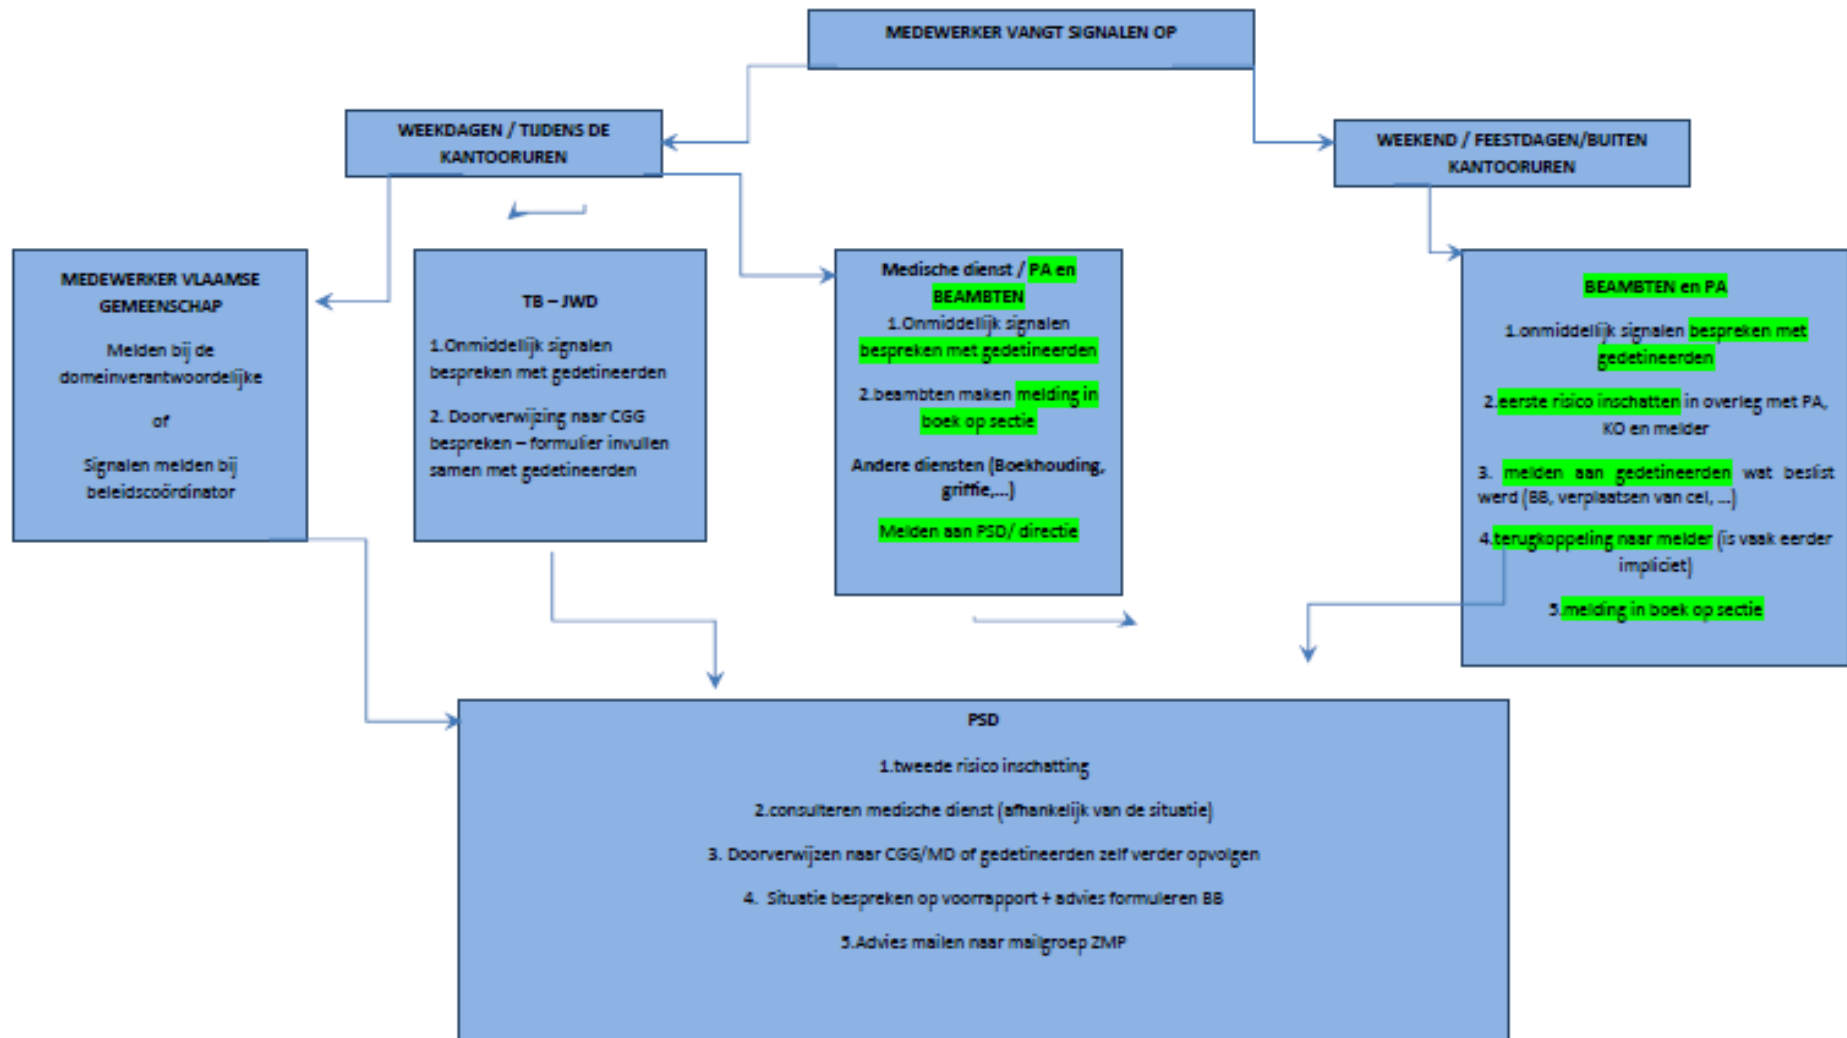 MEDEWERKER VANGT SIGNALEN OP
WEEKDAGEN / TIJDENS DE
KANTOORUREN
WEEKEND / FEESTDAGEN/BUITEN
KANTOORUREN
MEDEWERKER VLAAMSE
GEMEENSCHAP
Melden bij de
domeinverantwoordelijke
of
Signalen melden bij
beleidscoördinator
TB – JWD
1.Onmiddellijk signalen
bespreken met gedetineerden
2. Doorverwijzing naar CGG
bespreken – formulier invullen
samen met gedetineerden
Medische dienst / PA en
BEAMBTEN
1.Onmiddellijk signalen
bespreken met gedetineerden
2.beambten maken melding in
boek op sectie
Andere diensten (Boekhouding,
griffie,...)
Melden aan PSD/ directie
BEAMBTEN en PA
1.onmiddellijk signalen bespreken met
gedetineerden
2.eerste risico inschatten in overleg met PA,
KO en melder
3. melden aan gedetineerden wat beslist
werd (BB, verplaatsen van cel, ...)
4.terugkoppeling naar melder (is vaak eerder
impliciet)
5.melding in boek op sectie
PSD
1.tweede risico inschatting
2.consulteren medische dienst (afhankelijk van de situatie)
3. Doorverwijzen naar CGG/MD of gedetineerden zelf verder opvolgen
4. Situatie bespreken op voorrapport + advies formuleren BB
5.Advies mailen naar mailgroep ZMP